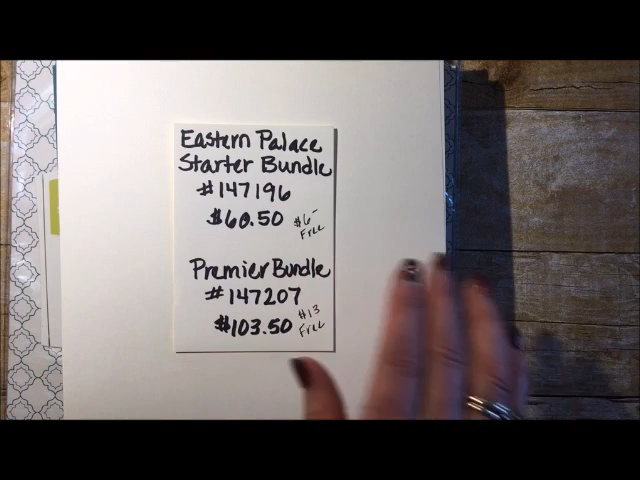 Eastern Palace
Starter Bundle
#147196
$60.50 $6-
Free
Premier Bundle
#147207
$103.50 $13
Free